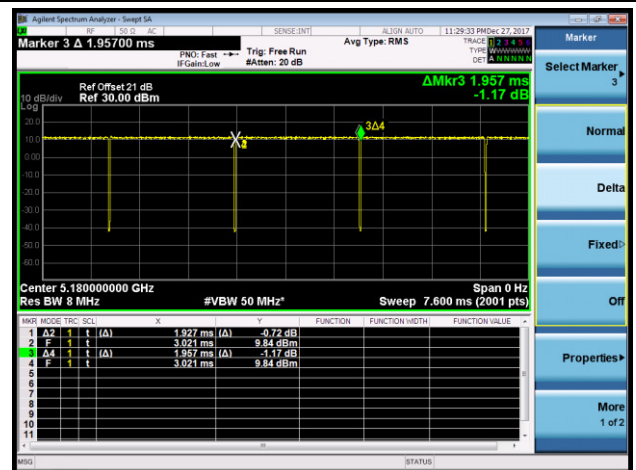 Agilent Spectrum Analyzer - Swept SA
RF 50 Ω AC SENSE:INT ALIGN AUTO 11:29:33 PM Dec 27, 2017
Marker 3 Δ 1.95700 ms
PNO: Fast
IFGain:Low
Trig: Free Run
#Atten: 20 dB
Avg Type: RMS
TRACE 1 2 3 4 5 6
TYPE WWWWWW
DET A N N N N N
Ref Offset 21 dB
10 dB/div Ref 30.00 dBm
Log
ΔMkr3 1.957 ms
-1.17 dB
20.0
10.0
0.00
-10.0
-20.0
-30.0
-40.0
-50.0
-60.0
3Δ4
Center 5.180000000 GHz Span 0 Hz
Res BW 8 MHz #VBW 50 MHz* Sweep 7.600 ms (2001 pts)
MKR MODE TRC SCL X Y FUNCTION FUNCTION WIDTH FUNCTION VALUE
1 Δ2 1 t (Δ) 1.927 ms (Δ) -0.72 dB
2 F 1 t 3.021 ms 9.84 dBm
3 Δ4 1 t (Δ) 1.957 ms (Δ) -1.17 dB
4 F 1 t 3.021 ms 9.84 dBm
5
6
7
8
9
10
11
MSG STATUS
Marker
Select Marker
3
Normal
Delta
Fixed
Off
Properties
More
1 of 2